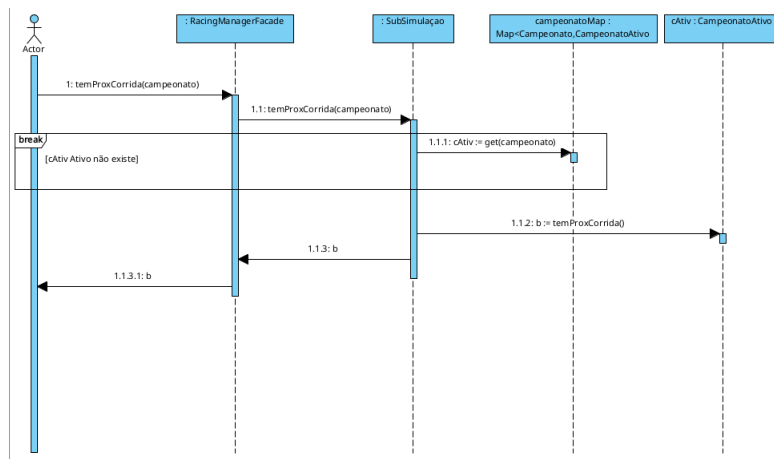 : RacingManagerFacade
: SubSimulaçao
campeonatoMap :
Map<Campeonato,CampeonatoAtivo
cAtiv : CampeonatoAtivo
Actor
1: temProxCorrida(campeonato)
1.1: temProxCorrida(campeonato)
break
1.1.1: cAtiv := get(campeonato)
[cAtiv Ativo não existe]
1.1.2: b := temProxCorrida()
1.1.3: b
1.1.3.1: b